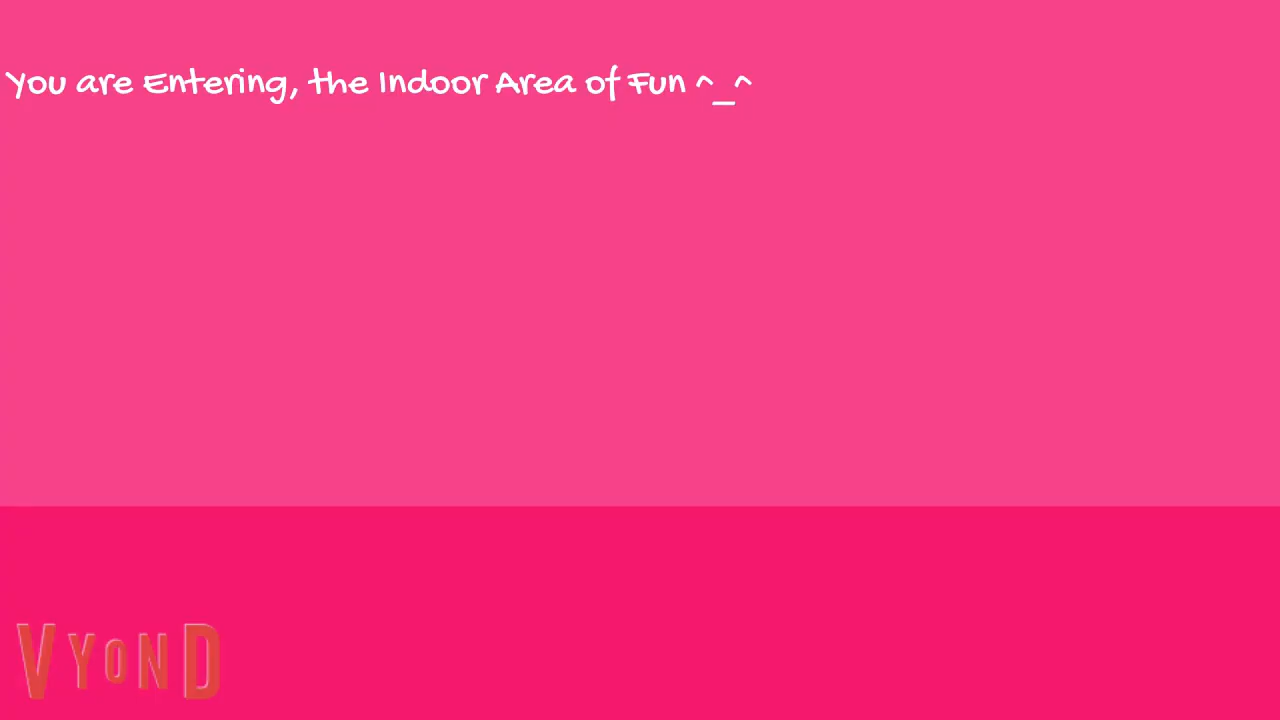 You are Entering, the Indoor Area of Fun ^_^
VYOND